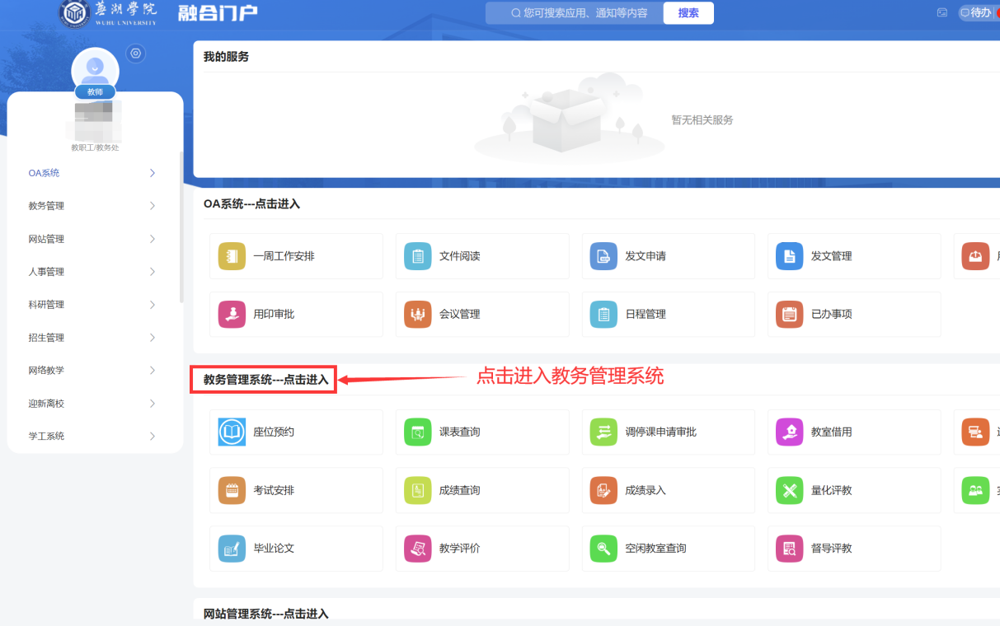 蕪湖學院
WUHU UNIVERSITY
融合门户
您可搜索应用、通知等内容
搜索
待办
教师
教职工/教务处
OA系统
教务管理
网站管理
人事管理
科研管理
招生管理
网络教学
迎新离校
学工系统
我的服务
暂无相关服务
OA系统---点击进入
一周工作安排
文件阅读
发文申请
发文管理
用印审批
会议管理
日程管理
已办事项
教务管理系统---点击进入
点击进入教务管理系统
座位预约
课表查询
调停课申请审批
教室借用
考试安排
成绩查询
成绩录入
量化评教
毕业论文
教学评价
空闲教室查询
督导评教
网站管理系统---点击进入